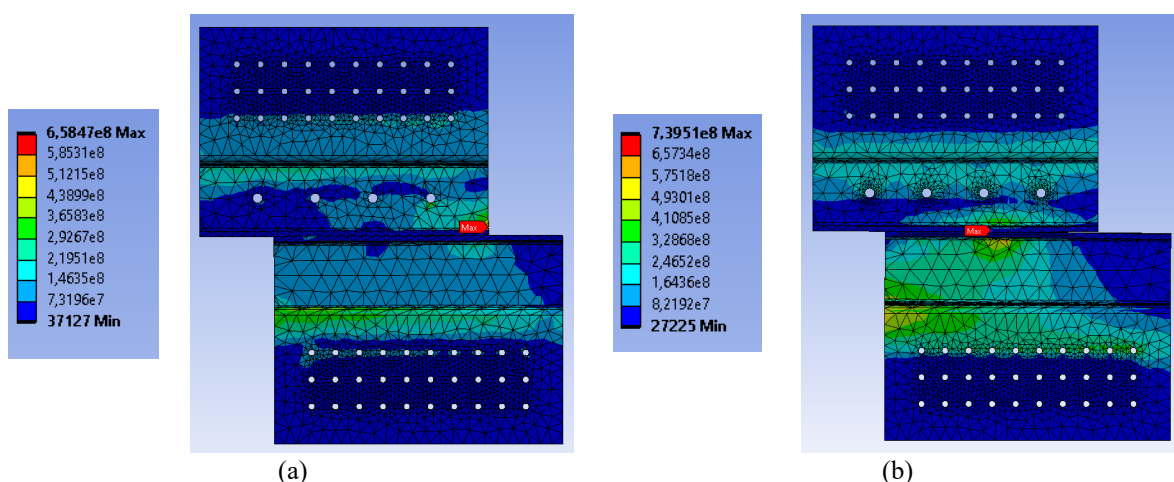 6,5847e8 Max
5,8531e8
5,1215e8
4,3899e8
3,6583e8
2,9267e8
2,1951e8
1,4635e8
7,3196e7
37127 Min
Max
(a)
7,3951e8 Max
6,5734e8
5,7518e8
4,9301e8
4,1085e8
3,2868e8
2,4652e8
1,6436e8
8,2192e7
27225 Min
Max
(b)